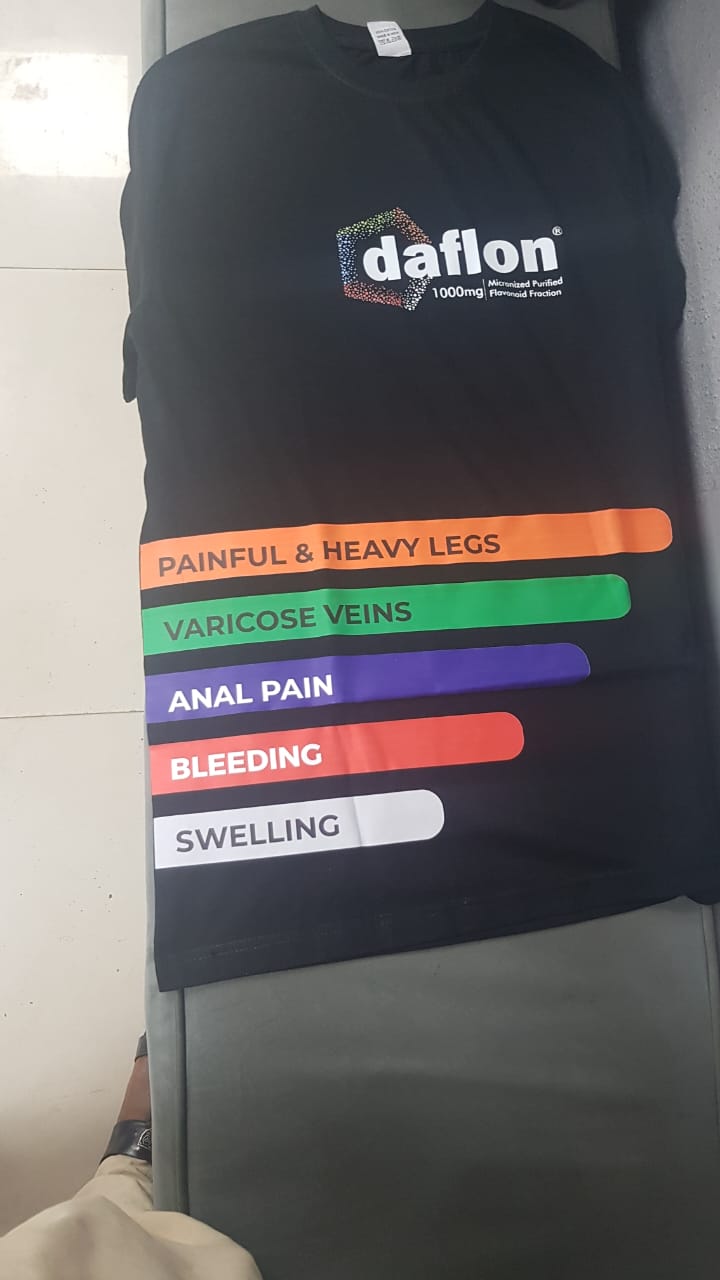 daflon®
1000mg
Micronized Purified
Flavonoid Fraction
PAINFUL & HEAVY LEGS
VARICOSE VEINS
ANAL PAIN
BLEEDING
SWELLING